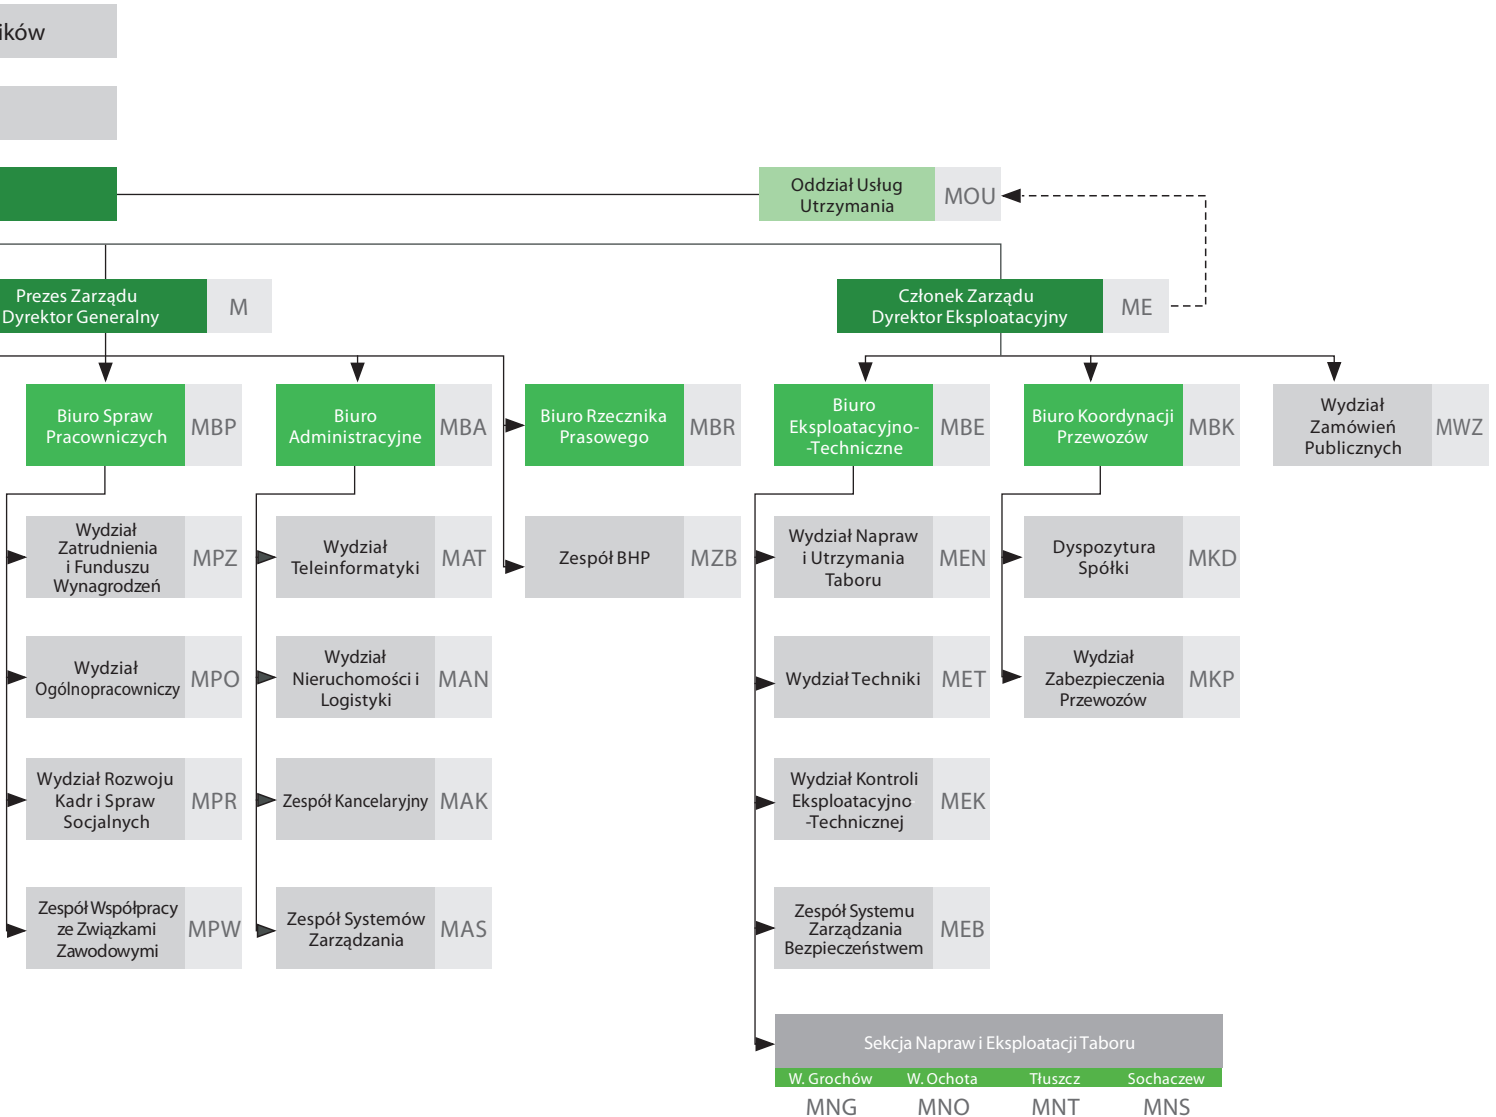 ików
Oddział Usług
Utrzymania
MOU
Prezes Zarządu
Dyrektor Generalny
M
Członek Zarządu
Dyrektor Eksploatacyjny
ME
Biuro Spraw
Pracowniczych
MBP
Biuro
Administracyjne
MBA
Biuro Rzecznika
Prasowego
MBR
Biuro
Eksploatacyjno-
-Techniczne
MBE
Biuro Koordynacji
Przewozów
MBK
Wydział
Zamówień
Publicznych
MWZ
Wydział
Zatrudnienia
i Funduszu
Wynagrodzeń
MPZ
Wydział
Teleinformatyki
MAT
Zespół BHP
MZB
Wydział Napraw
i Utrzymania
Taboru
MEN
Dyspozytura
Spółki
MKD
Wydział
Ogólnopracowniczy
MPO
Wydział
Nieruchomości i
Logistyki
MAN
Wydział Techniki
MET
Wydział
Zabezpieczenia
Przewozów
MKP
Wydział Rozwoju
Kadr i Spraw
Socjalnych
MPR
Zespół Kancelaryjny
MAK
Wydział Kontroli
Eksploatacyjno
-Technicznej
MEK
Zespół Współpracy
ze Związkami
Zawodowymi
MPW
Zespół Systemów
Zarządzania
MAS
Zespół Systemu
Zarządzania
Bezpieczeństwem
MEB
Sekcja Napraw i Eksploatacji Taboru
W. Grochów W. Ochota Tłuszcz Sochaczew
MNG MNO MNT MNS